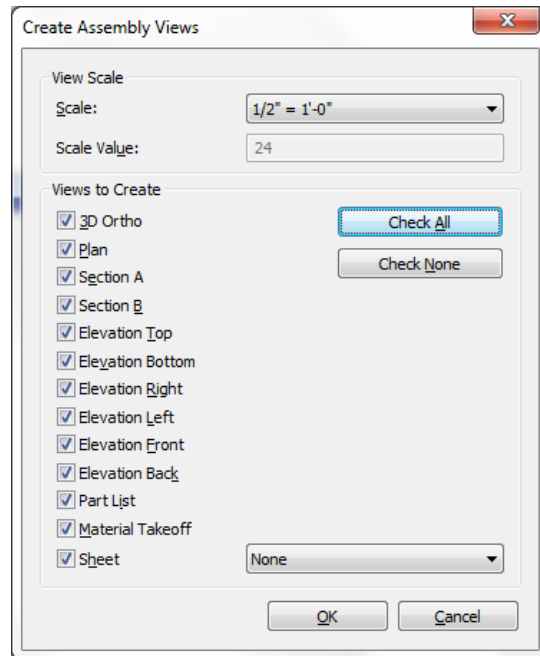 Create Assembly Views
View Scale
Scale: 1/2" = 1'-0"
Scale Value: 24
Views to Create
3D Ortho Check All
Plan
Check None
Section A
Section B
Elevation Top
Elevation Bottom
Elevation Right
Elevation Left
Elevation Front
Elevation Back
Part List
Material Takeoff
Sheet None
OK Cancel